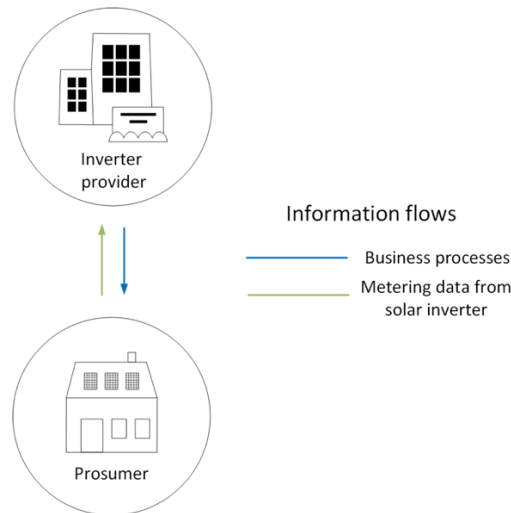 Inverter
provider
Information flows
Business processes
Metering data from
solar inverter
Prosumer